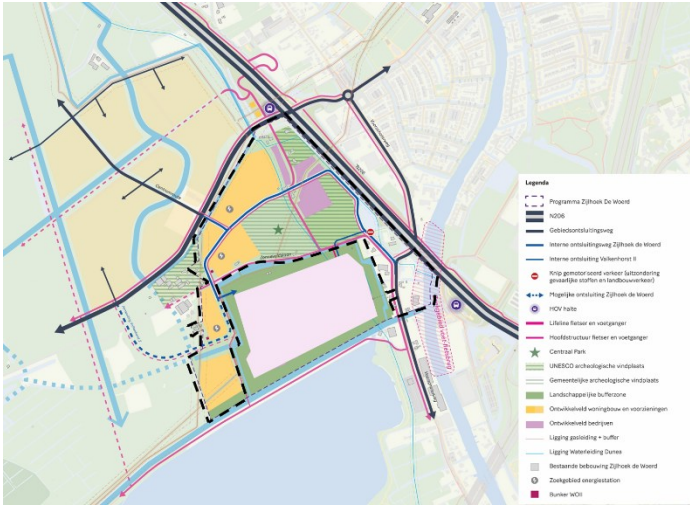 N206
Legenda
Programma Zijlhoek De Woerd
N206
Gebiedsontsluitingsweg
Interne ontsluitingsweg Zijlhoek de Woerd
Interne ontsluiting Valkenhorst II
Knip gemotoriseerd verkeer (uitzondering
gevaarlijke stoffen en landbouwverkeer)
Mogelijke ontsluiting Zijlhoek de Woerd
HOV halte
Lifeline fietser en voetganger
Hoofdstructuur fietser en voetganger
Centraal Park
UNESCO archeologische vindplaats
Gemeentelijke archeologische vindplaats
Landschappelijke bufferzone
Ontwikkelveld woningbouw en voorzieningen
Ontwikkelveld bedrijven
Ligging gasleiding + buffer
Ligging Waterleiding Dunea
Bestaande bebouwing Zijlhoek de Woerd
Zoekgebied energiestation
Bunker WOII